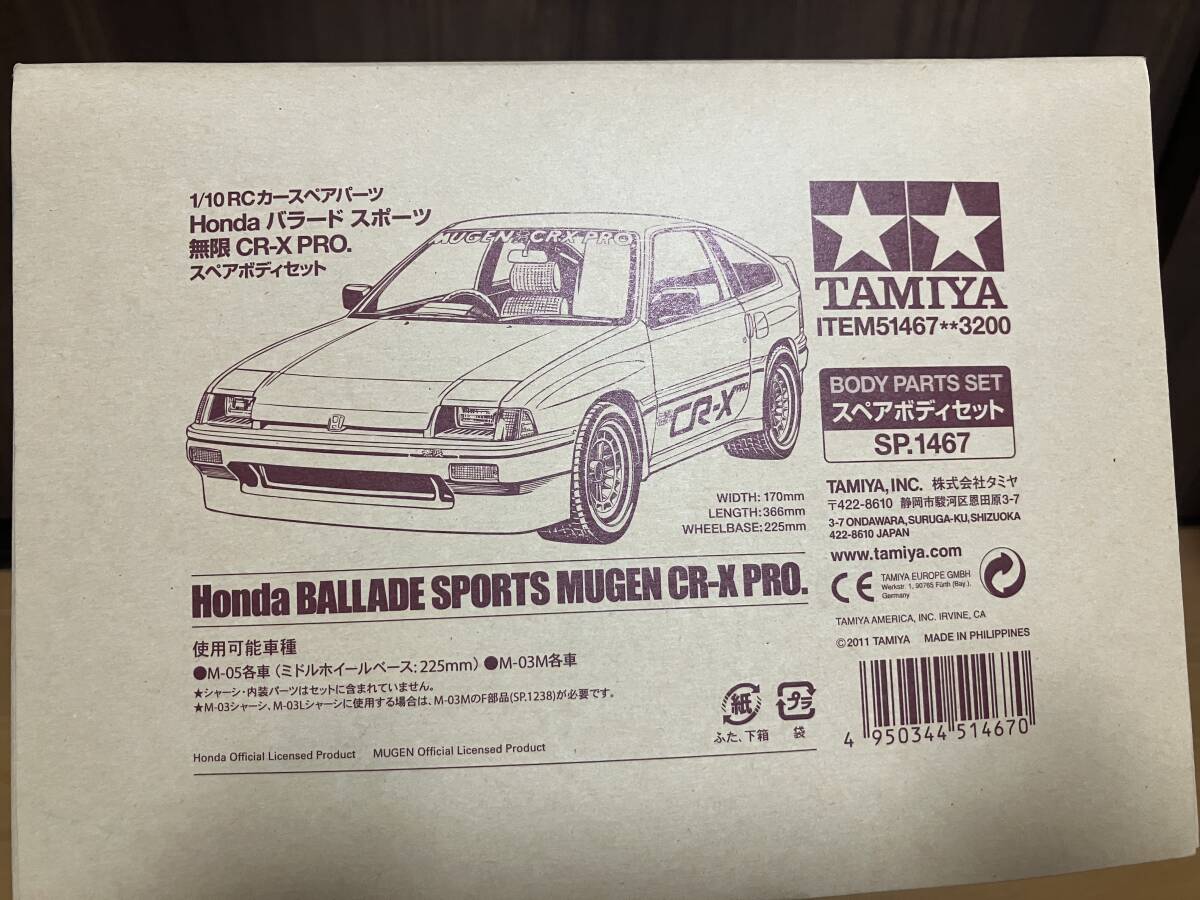 1/10 RCカースペアパーツ
Honda バラード スポーツ
無限 CR-X PRO.
スペアボディセット
MUGEN CR-X PRO
CR-X PRO
WIDTH: 170mm
LENGTH: 366mm
WHEELBASE: 225mm
TAMIYA
ITEM51467**3200
BODY PARTS SET
スペアボディセット
SP.1467
TAMIYA, INC. 株式会社タミヤ
〒422-8610 静岡市駿河区恩田原3-7
3-7 ONDAWARA, SURUGA-KU, SHIZUOKA
422-8610 JAPAN
www.tamiya.com
CE
TAMIYA EUROPE GMBH
Werkstr. 1, 90765 Fürth (Bay.),
Germany
TAMIYA AMERICA, INC. IRVINE, CA
©2011 TAMIYA MADE IN PHILIPPINES
4 950344 514670
Honda BALLADE SPORTS MUGEN CR-X PRO.
使用可能車種
●M-05各車(ミドルホイールベース: 225mm) ●M-03M各車
★シャーシ・内装パーツはセットに含まれていません。
★M-03シャーシ、M-03Lシャーシに使用する場合は、M-03MのF部品(SP.1238)が必要です。
紙
プラ
ふた、下箱
袋
Honda Official Licensed Product MUGEN Official Licensed Product